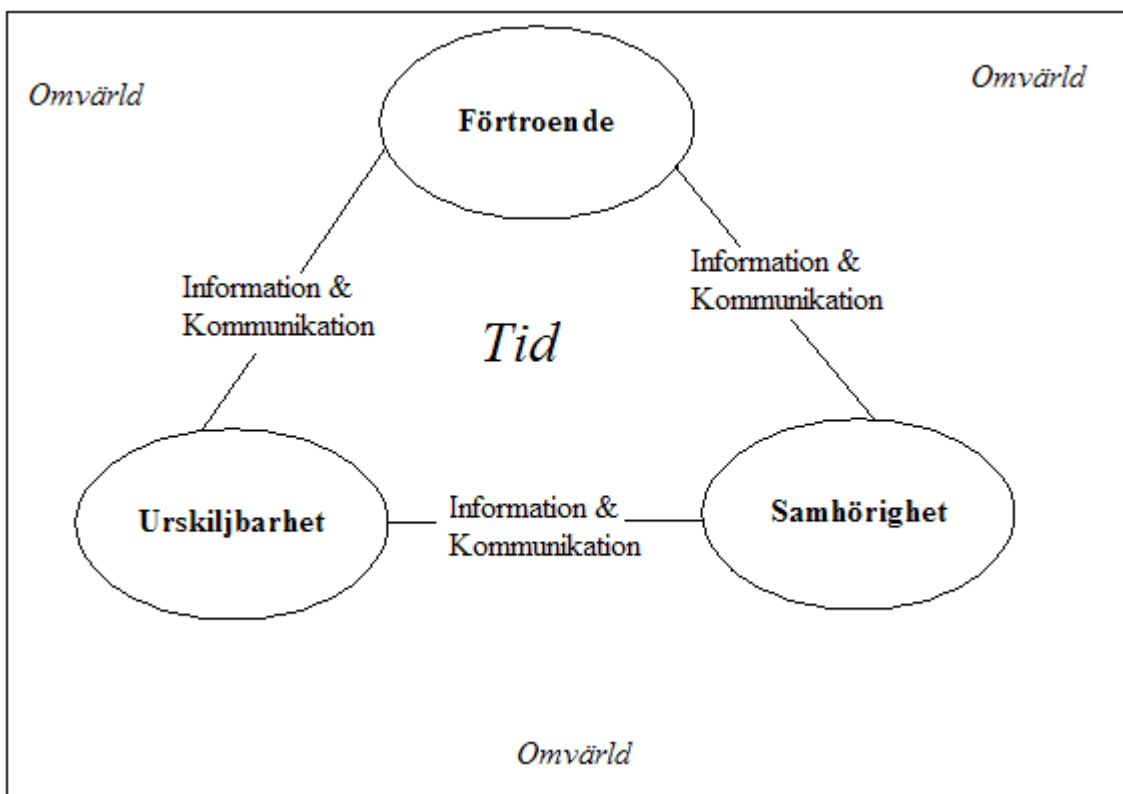 Omvärld
Omvärld
Förtroende
Information &
Kommunikation
Information &
Kommunikation
Tid
Urskiljbarhet
Information &
Kommunikation
Samhörighet
Omvärld